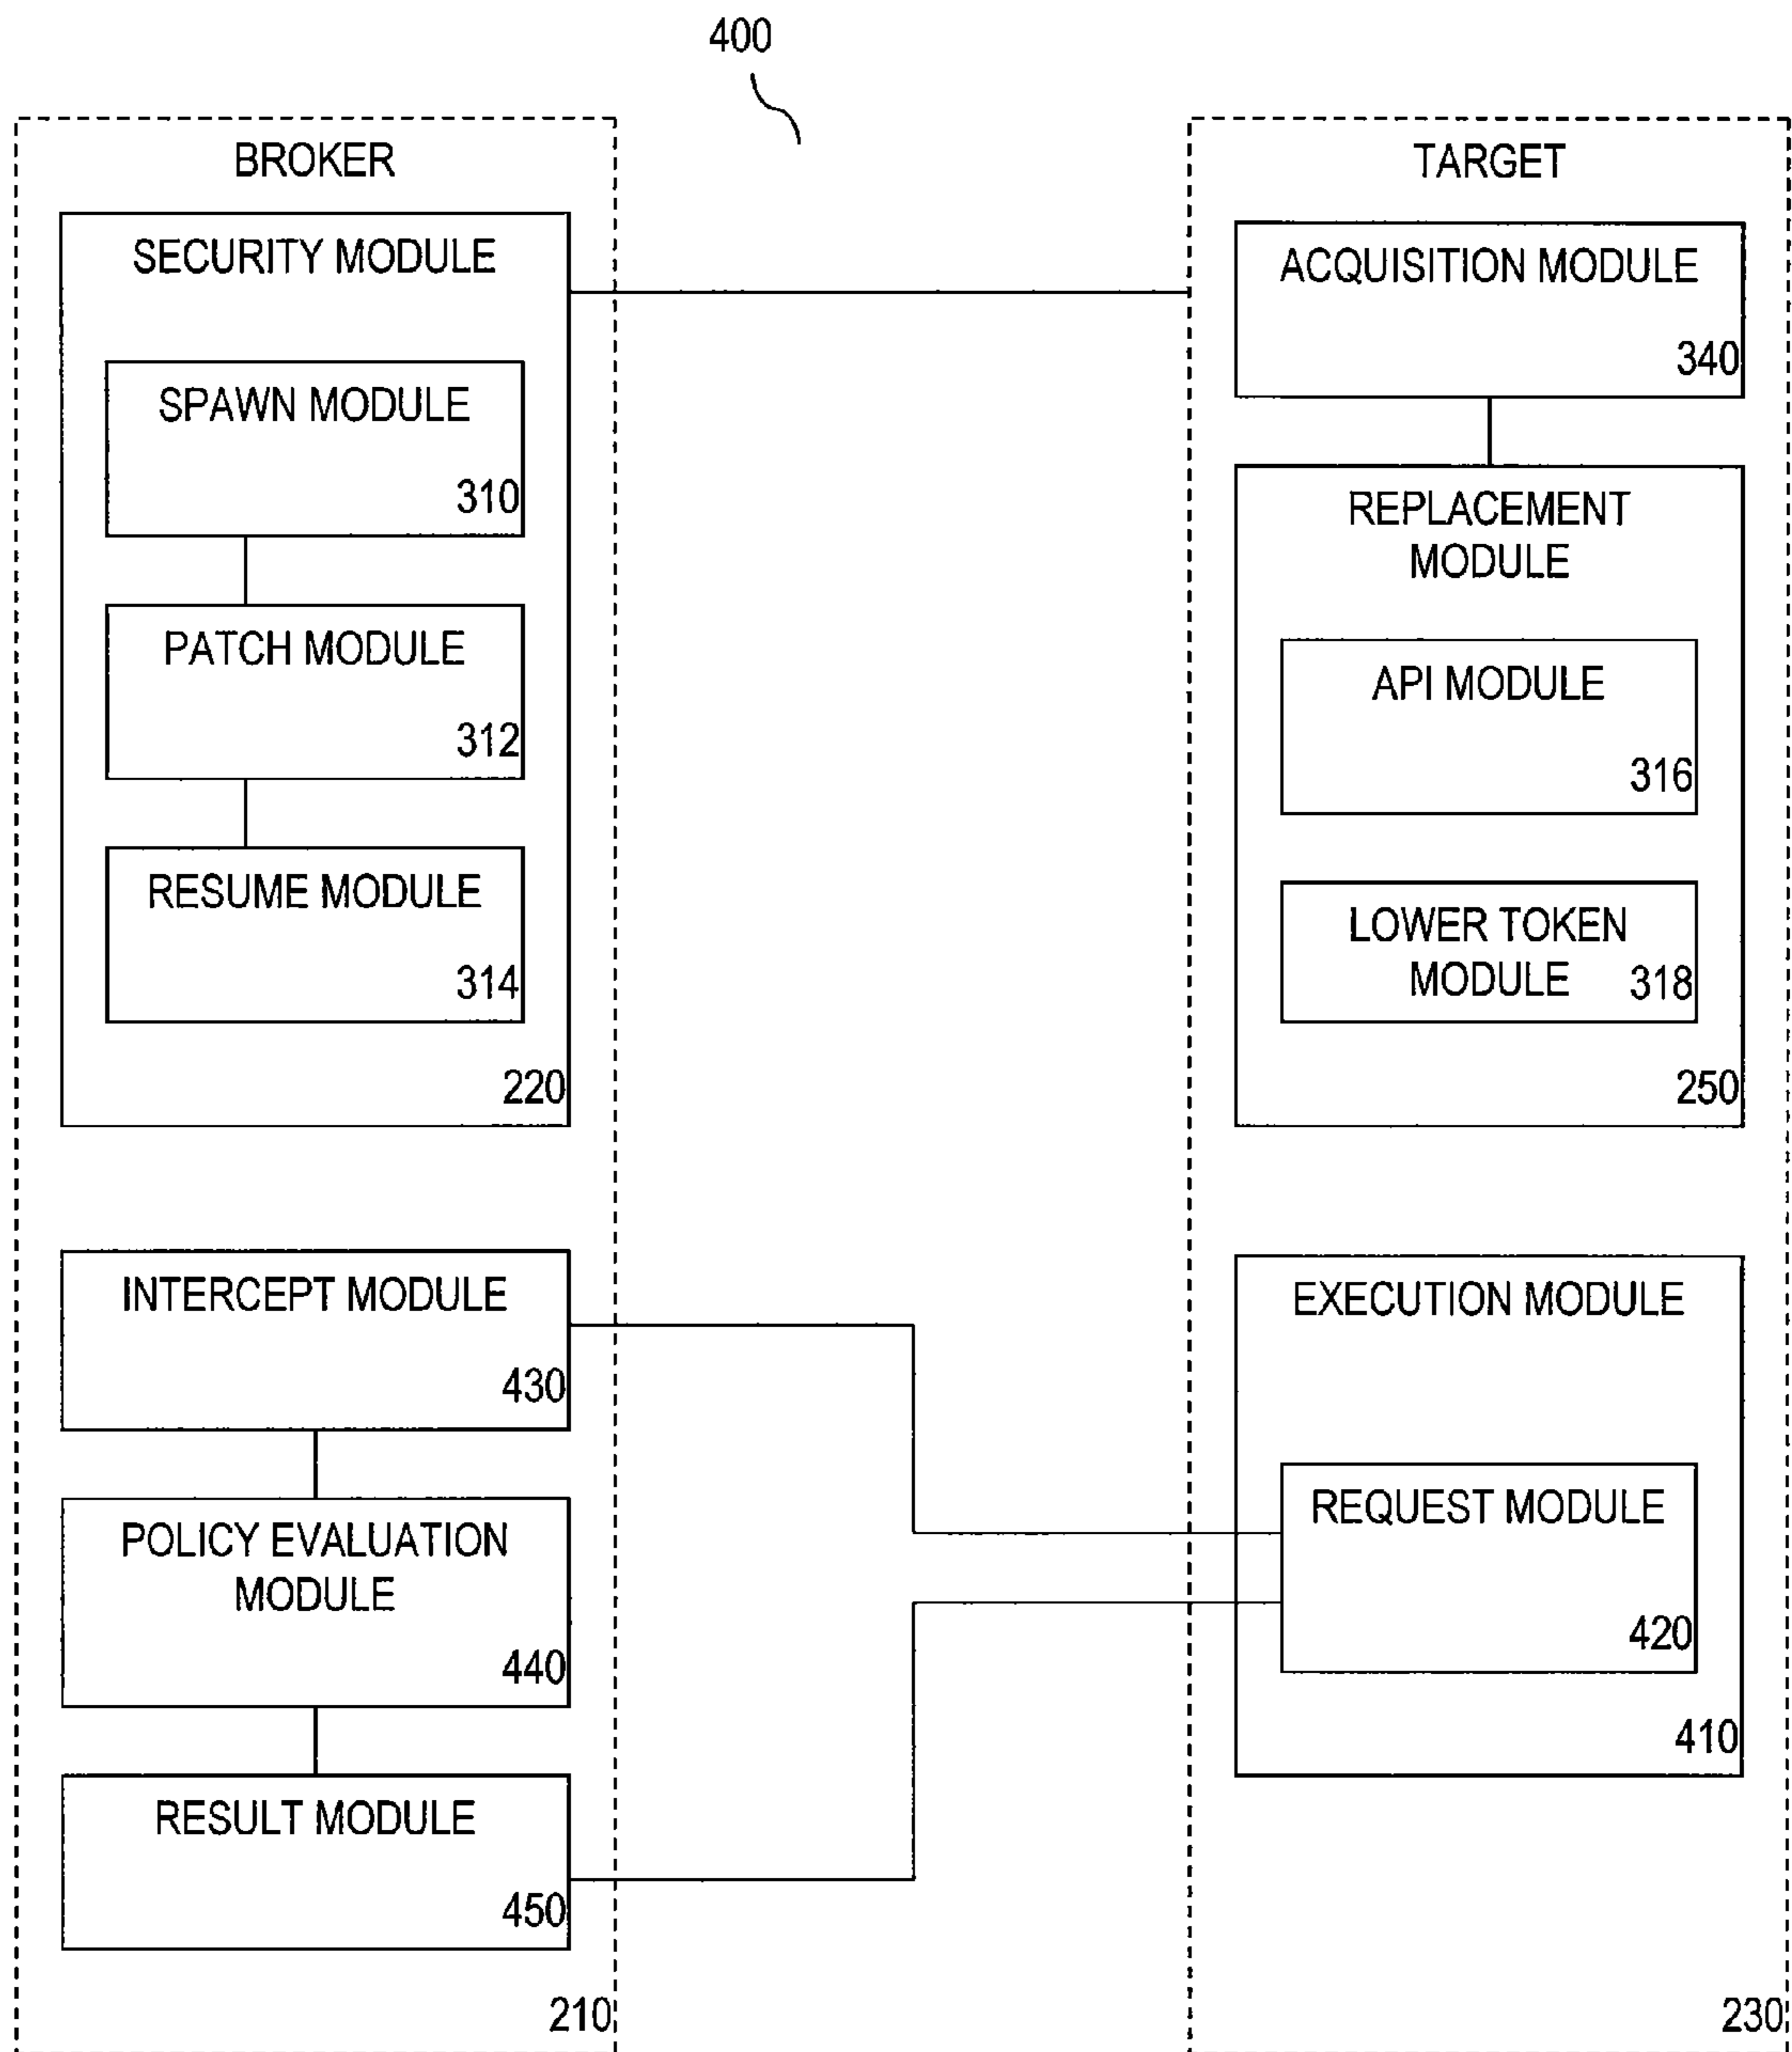 400
BROKER
SECURITY MODULE
SPAWN MODULE
310
PATCH MODULE
312
RESUME MODULE
314
220
INTERCEPT MODULE
430
POLICY EVALUATION
MODULE
440
RESULT MODULE
450
210
TARGET
ACQUISITION MODULE
340
REPLACEMENT
MODULE
API MODULE
316
LOWER TOKEN
MODULE
318
250
EXECUTION MODULE
REQUEST MODULE
420
410
230